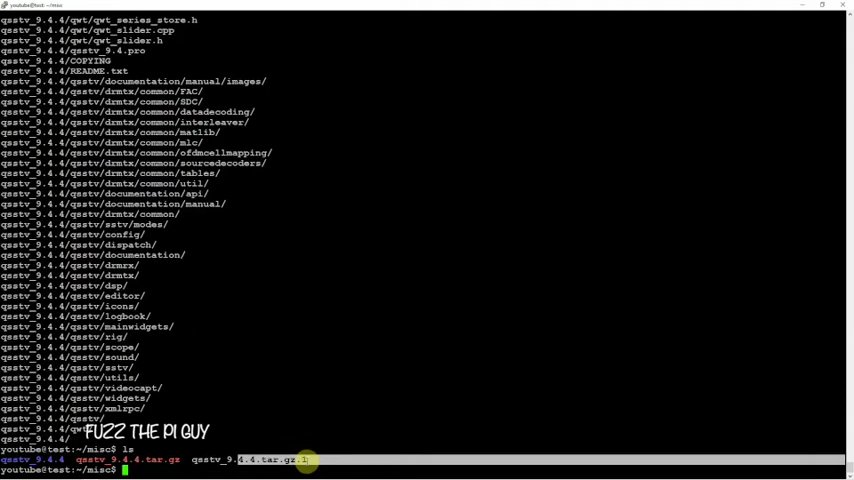 youtube@test: ~/misc
qsstv_9.4.4/qwt/qwt_series_store.h
qsstv_9.4.4/qwt/qwt_slider.cpp
qsstv_9.4.4/qwt/qwt_slider.h
qsstv_9.4.4/qsstv_9.4.pro
qsstv_9.4.4/COPYING
qsstv_9.4.4/README.txt
qsstv_9.4.4/qsstv/documentation/manual/images/
qsstv_9.4.4/qsstv/drmtx/common/FAC/
qsstv_9.4.4/qsstv/drmtx/common/SDC/
qsstv_9.4.4/qsstv/drmtx/common/datadecoding/
qsstv_9.4.4/qsstv/drmtx/common/interleaver/
qsstv_9.4.4/qsstv/drmtx/common/matlib/
qsstv_9.4.4/qsstv/drmtx/common/mlc/
qsstv_9.4.4/qsstv/drmtx/common/ofdmcellmapping/
qsstv_9.4.4/qsstv/drmtx/common/sourcedecoders/
qsstv_9.4.4/qsstv/drmtx/common/tables/
qsstv_9.4.4/qsstv/drmtx/common/util/
qsstv_9.4.4/qsstv/documentation/api/
qsstv_9.4.4/qsstv/documentation/manual/
qsstv_9.4.4/qsstv/drmtx/common/
qsstv_9.4.4/qsstv/sstv/modes/
qsstv_9.4.4/qsstv/config/
qsstv_9.4.4/qsstv/dispatch/
qsstv_9.4.4/qsstv/documentation/
qsstv_9.4.4/qsstv/drmrx/
qsstv_9.4.4/qsstv/drmtx/
qsstv_9.4.4/qsstv/dsp/
qsstv_9.4.4/qsstv/editor/
qsstv_9.4.4/qsstv/icons/
qsstv_9.4.4/qsstv/logbook/
qsstv_9.4.4/qsstv/mainwidgets/
qsstv_9.4.4/qsstv/rig/
qsstv_9.4.4/qsstv/scope/
qsstv_9.4.4/qsstv/sound/
qsstv_9.4.4/qsstv/sstv/
qsstv_9.4.4/qsstv/utils/
qsstv_9.4.4/qsstv/videocapt/
qsstv_9.4.4/qsstv/widgets/
qsstv_9.4.4/qsstv/xmlrpc/
qsstv_9.4.4/qsstv/
qsstv_9.4.4/qw
FUZZ THE PI GUY
qsstv_9.4.4/
youtube@test:~/misc$ ls
qsstv_9.4.4 qsstv_9.4.4.tar.gz qsstv_9.4.4.tar.gz.1
youtube@test:~/misc$